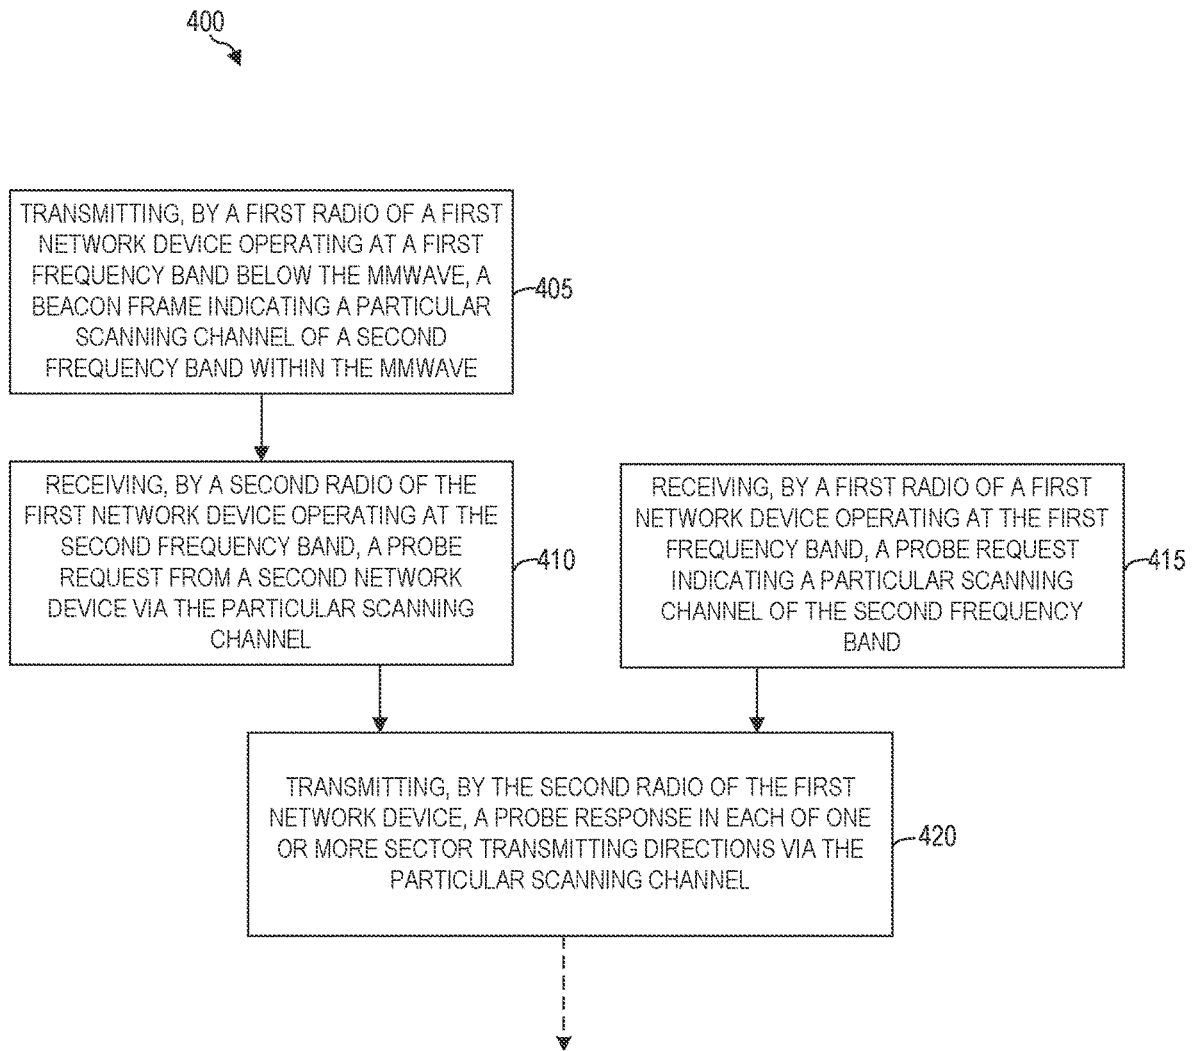 400
TRANSMITTING, BY A FIRST RADIO OF A FIRST
NETWORK DEVICE OPERATING AT A FIRST
FREQUENCY BAND BELOW THE MMWAVE, A
BEACON FRAME INDICATING A PARTICULAR
SCANNING CHANNEL OF A SECOND
FREQUENCY BAND WITHIN THE MMWAVE
405
RECEIVING, BY A SECOND RADIO OF THE
FIRST NETWORK DEVICE OPERATING AT THE
SECOND FREQUENCY BAND, A PROBE
REQUEST FROM A SECOND NETWORK
DEVICE VIA THE PARTICULAR SCANNING
CHANNEL
410
RECEIVING, BY A FIRST RADIO OF A FIRST
NETWORK DEVICE OPERATING AT THE FIRST
FREQUENCY BAND, A PROBE REQUEST
INDICATING A PARTICULAR SCANNING
CHANNEL OF THE SECOND FREQUENCY
BAND
415
TRANSMITTING, BY THE SECOND RADIO OF THE FIRST
NETWORK DEVICE, A PROBE RESPONSE IN EACH OF ONE
OR MORE SECTOR TRANSMITTING DIRECTIONS VIA THE
PARTICULAR SCANNING CHANNEL
420